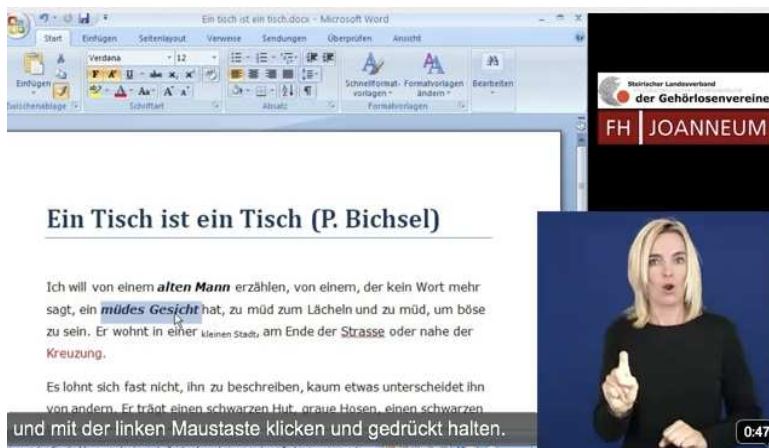 Ein tisch ist ein tisch.docx - Microsoft Word
Start Einfügen Seitenlayout Verweise Sendungen Überprüfen Ansicht
Verdana 12
Einfügen
F K U abe x, x²
Aa A A
Schnellformat-vorlagen Formatvorlagen ändern Bearbeiten
Zwischenablage Schriftart Absatz Formatvorlagen
Steirischer Landesverband
der Gehörlosenvereine
FH JOANNEUM
Ein Tisch ist ein Tisch (P. Bichsel)
Ich will von einem alten Mann erzählen, von einem, der kein Wort mehr
sagt, ein müdes Gesicht hat, zu müd zum Lächeln und zu müd, um böse
zu sein. Er wohnt in einer kleinen Stadt, am Ende der Strasse oder nahe der
Kreuzung.
Es lohnt sich fast nicht, ihn zu beschreiben, kaum etwas unterscheidet ihn
von andern. Er trägt einen schwarzen Hut, graue Hosen, einen schwarzen
und mit der linken Maustaste klicken und gedrückt halten.
0:47